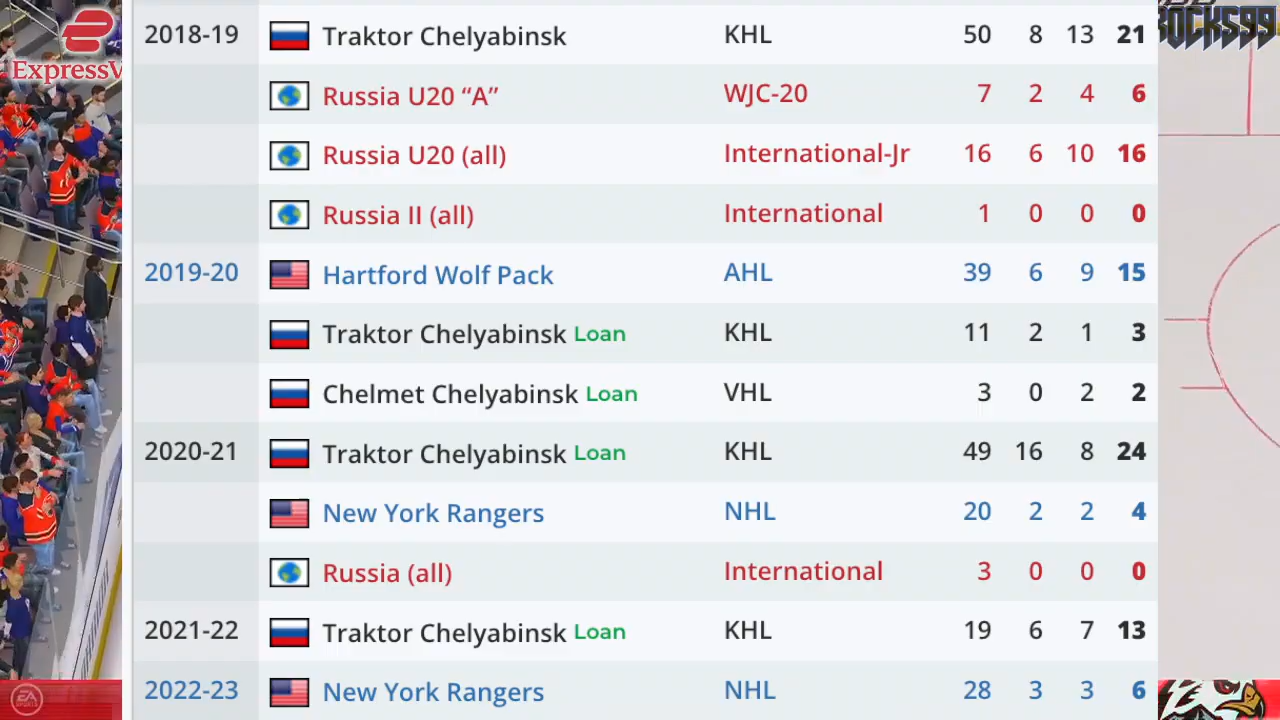 2018-19 Traktor Chelyabinsk KHL 50 8 13 21
Russia U20 “A” WJC-20 7 2 4 6
Russia U20 (all) International-Jr 16 6 10 16
Russia II (all) International 1 0 0 0
2019-20 Hartford Wolf Pack AHL 39 6 9 15
Traktor Chelyabinsk Loan KHL 11 2 1 3
Chelmet Chelyabinsk Loan VHL 3 0 2 2
2020-21 Traktor Chelyabinsk Loan KHL 49 16 8 24
New York Rangers NHL 20 2 2 4
Russia (all) International 3 0 0 0
2021-22 Traktor Chelyabinsk Loan KHL 19 6 7 13
2022-23 New York Rangers NHL 28 3 3 6
ExpressV
ROCKS99
EA SPORTS